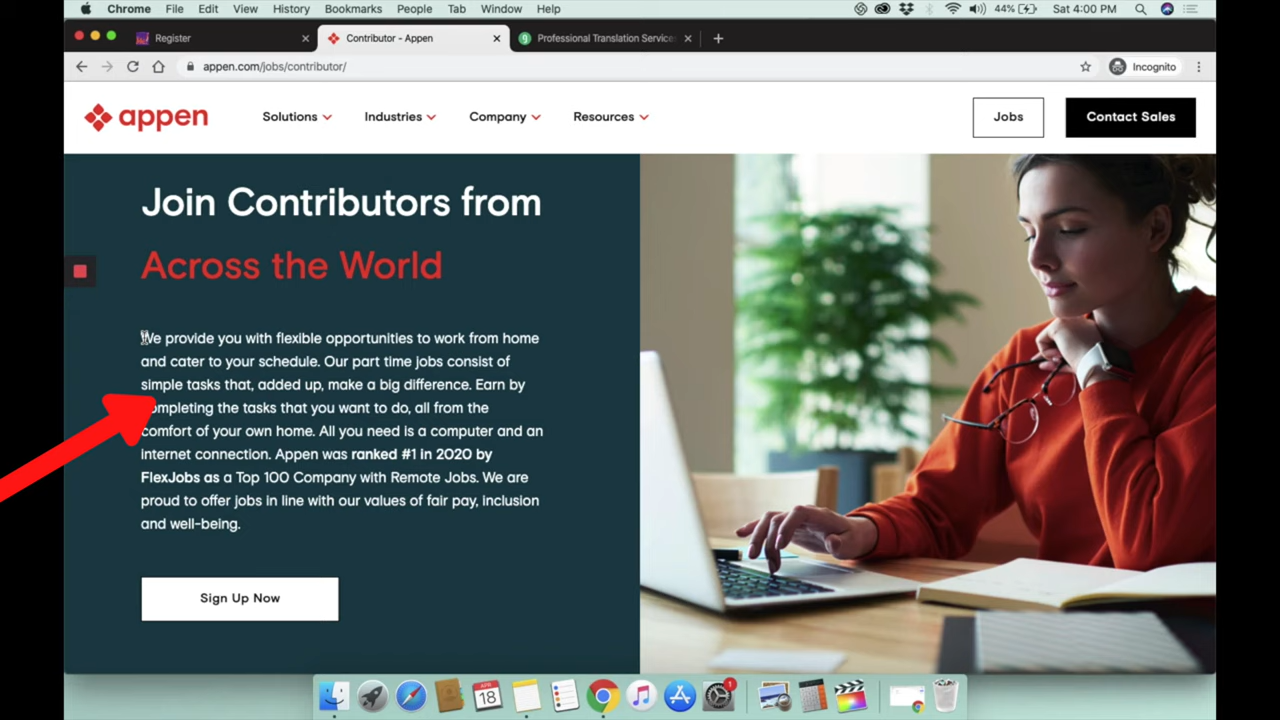 Chrome File Edit View History Bookmarks People Tab Window Help 44% Sat 4:00 PM
Register Contributor - Appen Professional Translation Service
appen.com/jobs/contributor/ Incognito
appen Solutions Industries Company Resources Jobs Contact Sales
Join Contributors from
Across the World
We provide you with flexible opportunities to work from home
and cater to your schedule. Our part time jobs consist of
simple tasks that, added up, make a big difference. Earn by
completing the tasks that you want to do, all from the
comfort of your own home. All you need is a computer and an
internet connection. Appen was ranked #1 in 2020 by
FlexJobs as a Top 100 Company with Remote Jobs. We are
proud to offer jobs in line with our values of fair pay, inclusion
and well-being.
Sign Up Now
APR
18
1